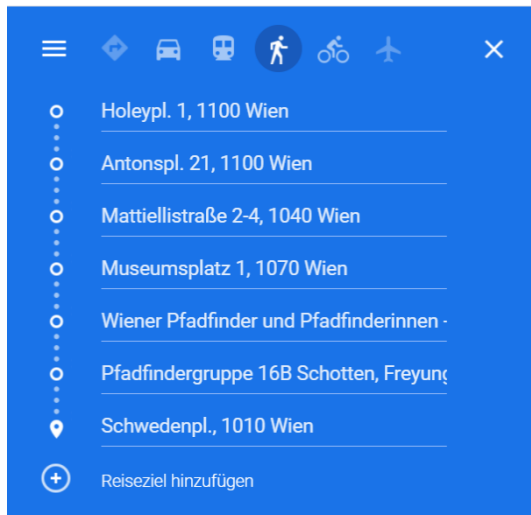 Holeypl. 1, 1100 Wien
Antonspl. 21, 1100 Wien
Mattiellistraße 2-4, 1040 Wien
Museumsplatz 1, 1070 Wien
Wiener Pfadfinder und Pfadfinderinnen -
Pfadfindergruppe 16B Schotten, Freyung
Schwedenpl., 1010 Wien
Reiseziel hinzufügen